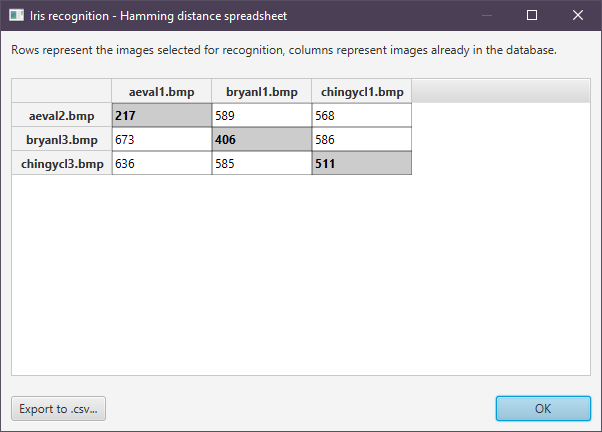 Iris recognition - Hamming distance spreadsheet
Rows represent the images selected for recognition, columns represent images already in the database.
aeval1.bmp bryanl1.bmp chingycl1.bmp
aeval2.bmp 217 589 568
bryanl3.bmp 673 406 586
chingycl3.bmp 636 585 511
Export to .csv... OK